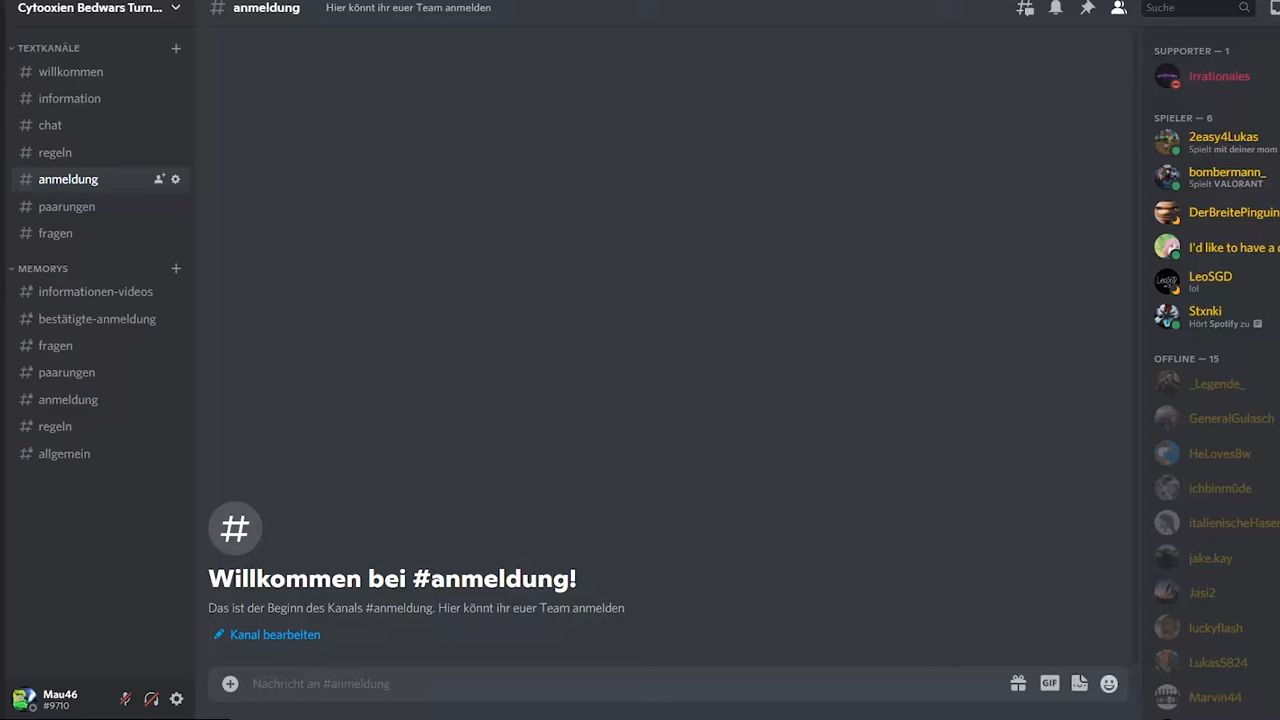 Cytooxien Bedwars Turn...
TEXTKANÄLE
willkommen
information
chat
regeln
anmeldung
paarungen
fragen
MEMORYS
informationen-videos
bestätigte-anmeldung
fragen
paarungen
anmeldung
regeln
allgemein
Mau46
#9710
anmeldung Hier könnt ihr euer Team anmelden
Suche
Willkommen bei #anmeldung!
Das ist der Beginn des Kanals #anmeldung. Hier könnt ihr euer Team anmelden
Kanal bearbeiten
Nachricht an #anmeldung
GIF
SUPPORTER — 1
Irrationales
SPIELER — 6
2easy4Lukas
Spielt mit deiner mom
bombermann_
Spielt VALORANT
DerBreitePinguin
I'd like to have a
LeoSGD
lol
Stxnki
Hört Spotify zu
OFFLINE — 15
_Legende_
GeneralGulasch
HeLovesBw
ichbinmüde
italienischeHaser
jake.kay
Jasi2
luckyflash
Lukas5824
Marvin44